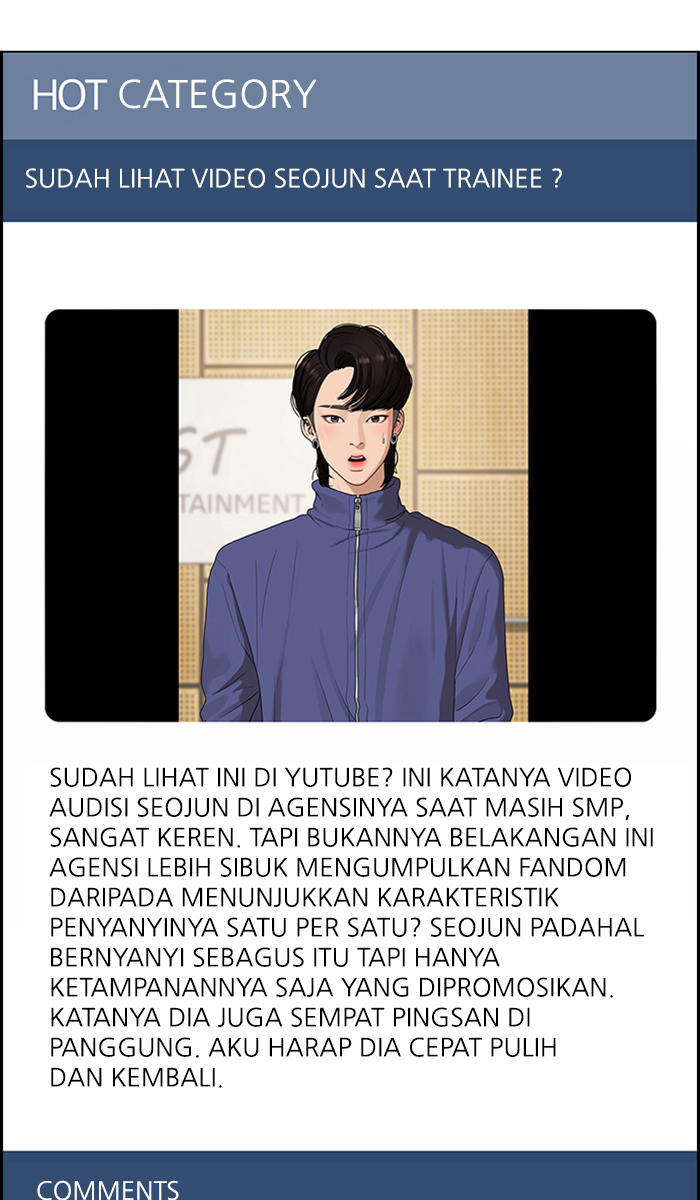 HOT CATEGORY
SUDAH LIHAT VIDEO SEOJUN SAAT TRAINEE ?
ST
TAINMENT
SUDAH LIHAT INI DI YUTUBE? INI KATANYA VIDEO
AUDISI SEOJUN DI AGENSINYA SAAT MASIH SMP,
SANGAT KEREN. TAPI BUKANNYA BELAKANGAN INI
AGENSI LEBIH SIBUK MENGUMPULKAN FANDOM
DARIPADA MENUNJUKKAN KARAKTERISTIK
PENYANYINYA SATU PER SATU? SEOJUN PADAHAL
BERNYANYI SEBAGUS ITU TAPI HANYA
KETAMPANANNYA SAJA YANG DIPROMOSIKAN.
KATANYA DIA JUGA SEMPAT PINGSAN DI
PANGGUNG. AKU HARAP DIA CEPAT PULIH
DAN KEMBALI.
COMMENTS